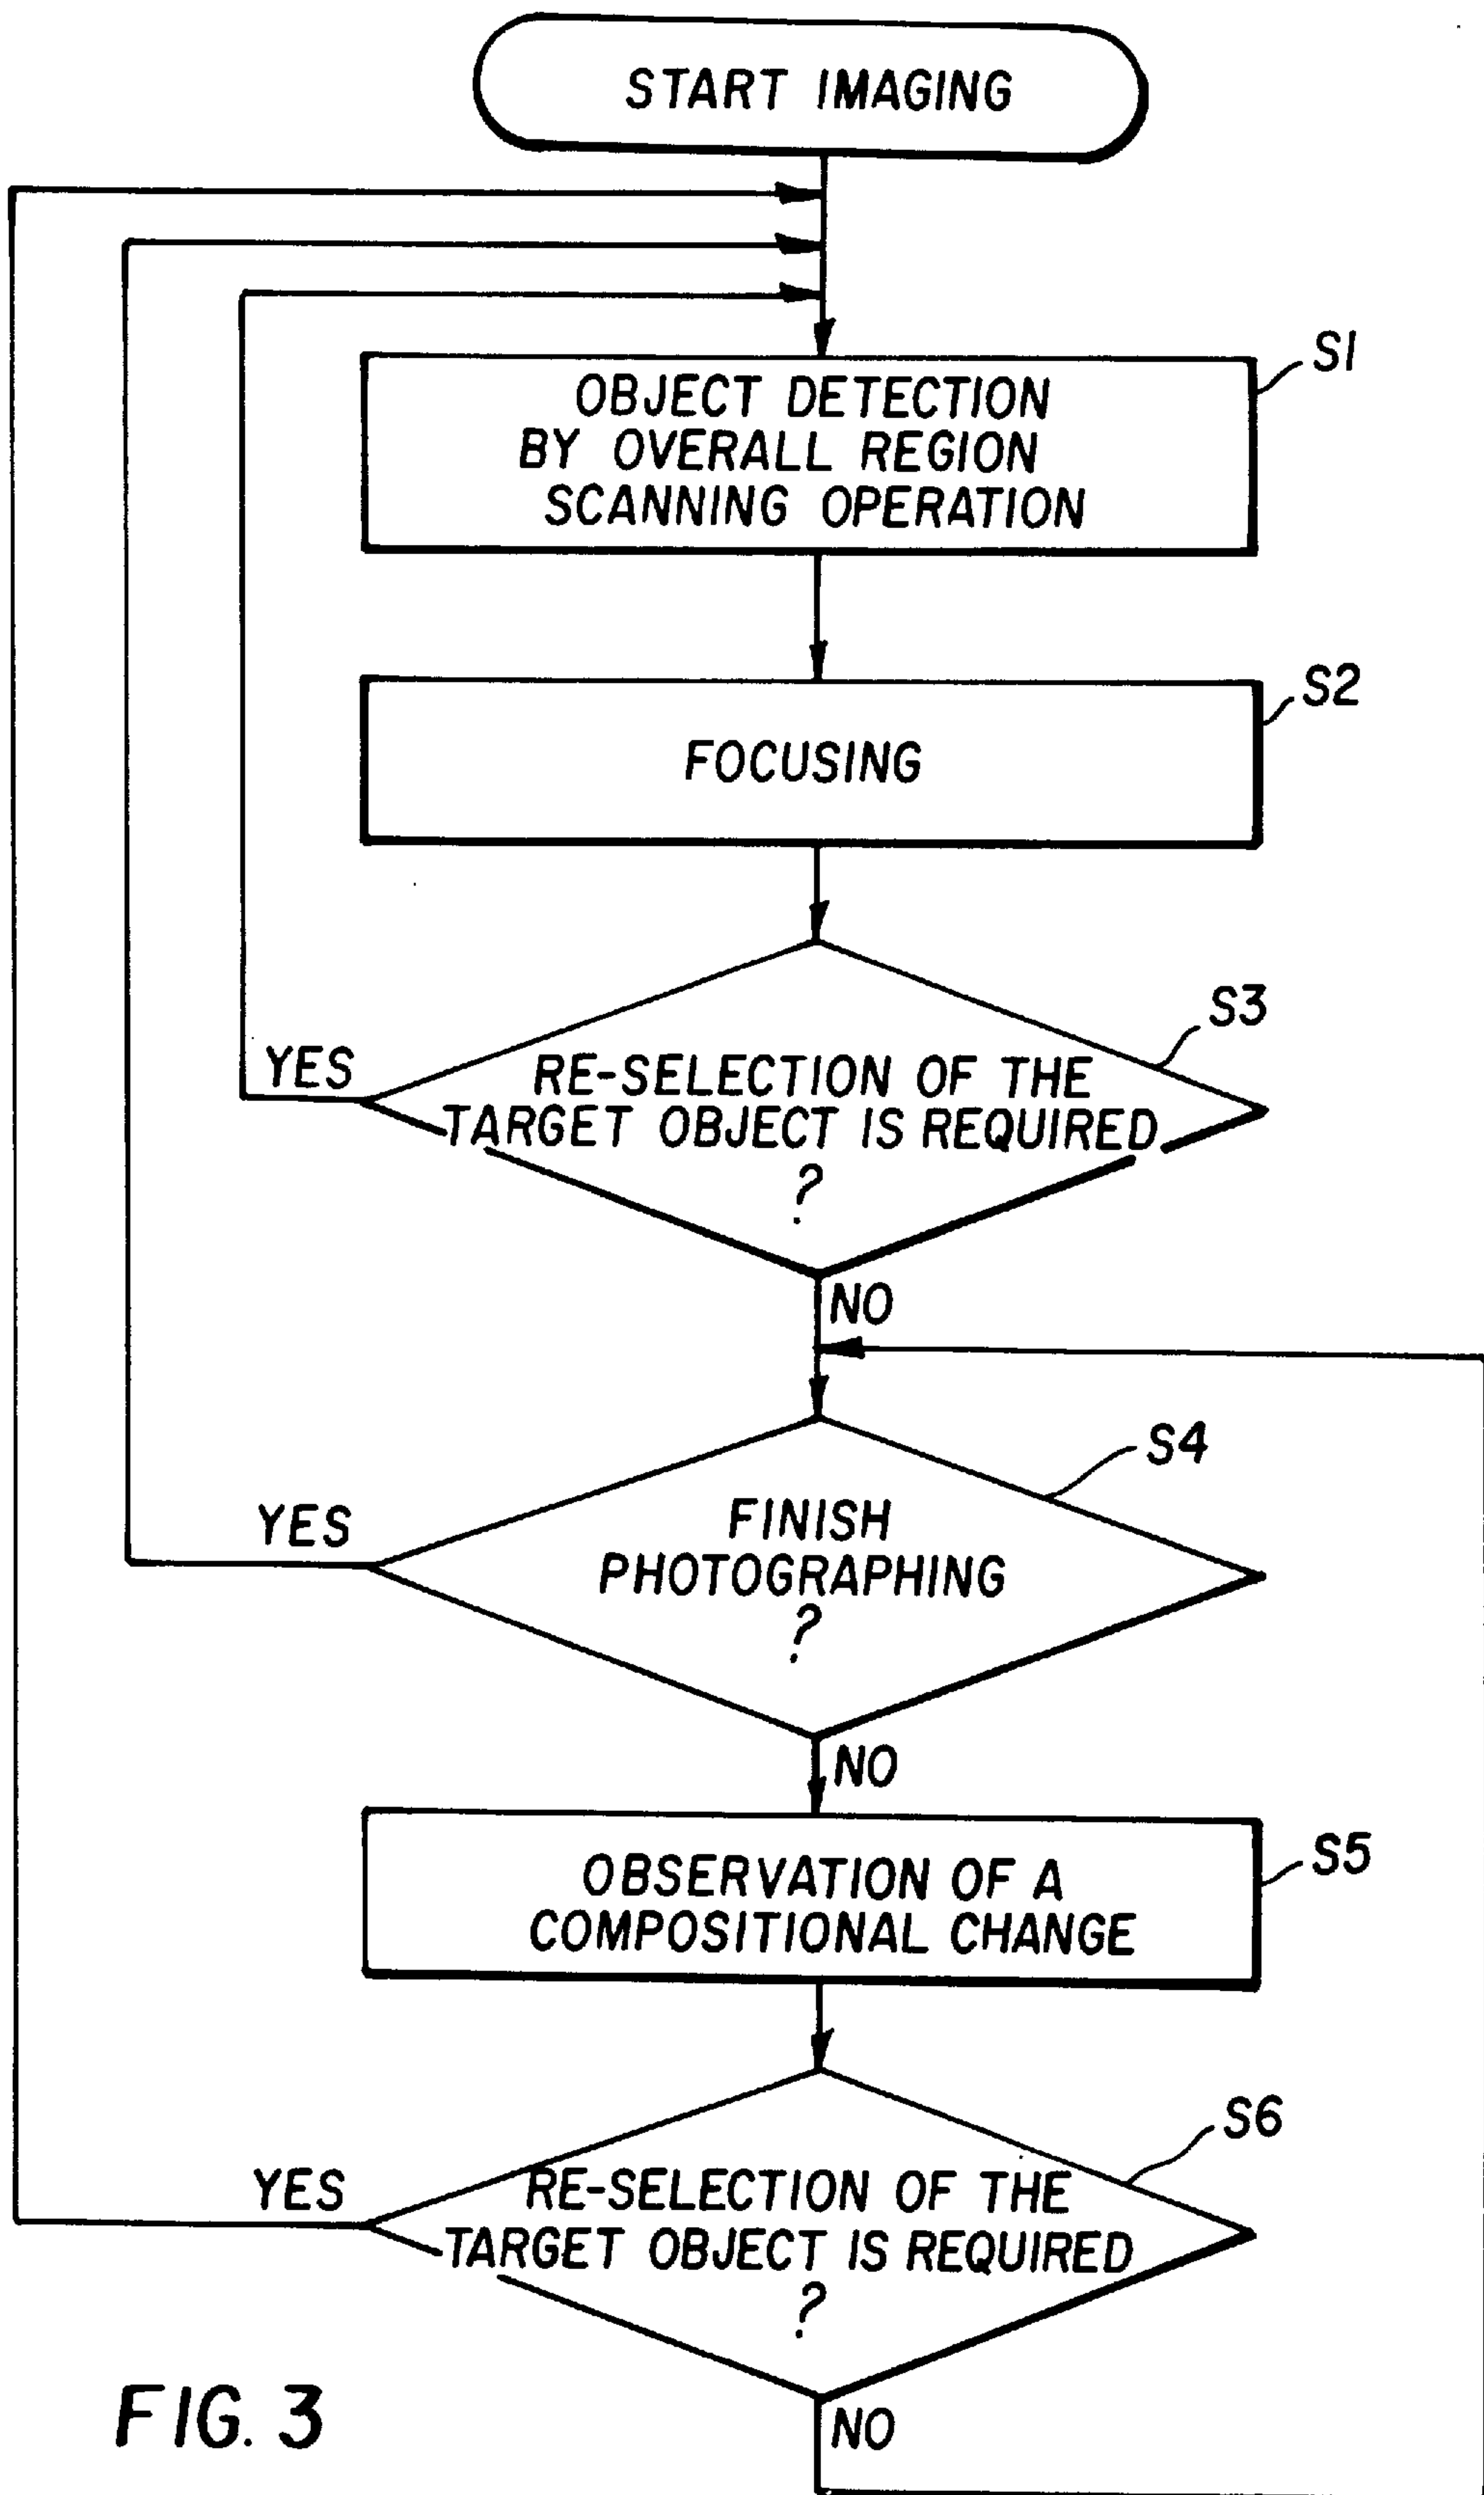 START IMAGING
S1
OBJECT DETECTION
BY OVERALL REGION
SCANNING OPERATION
S2
FOCUSING
S3
YES
RE-SELECTION OF THE
TARGET OBJECT IS REQUIRED
?
NO
S4
YES
FINISH
PHOTOGRAPHING
?
NO
OBSERVATION OF A
COMPOSITIONAL CHANGE
S5
S6
YES
RE-SELECTION OF THE
TARGET OBJECT IS REQUIRED
?
NO
FIG. 3